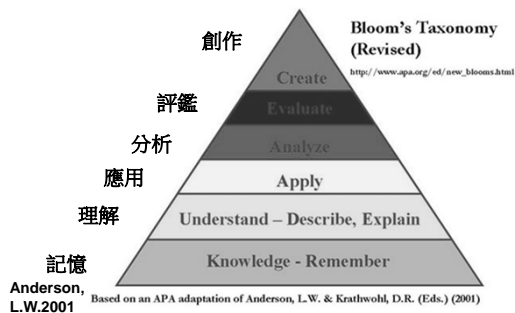 Bloom's Taxonomy
(Revised)
http://www.apa.org/ed/new_blooms.html
創作
Create
評鑑
Evaluate
分析
Analyze
應用
Apply
理解
Understand – Describe, Explain
記憶
Knowledge - Remember
Anderson,
L.W.2001
Based on an APA adaptation of Anderson, L.W. & Krathwohl, D.R. (Eds.) (2001)